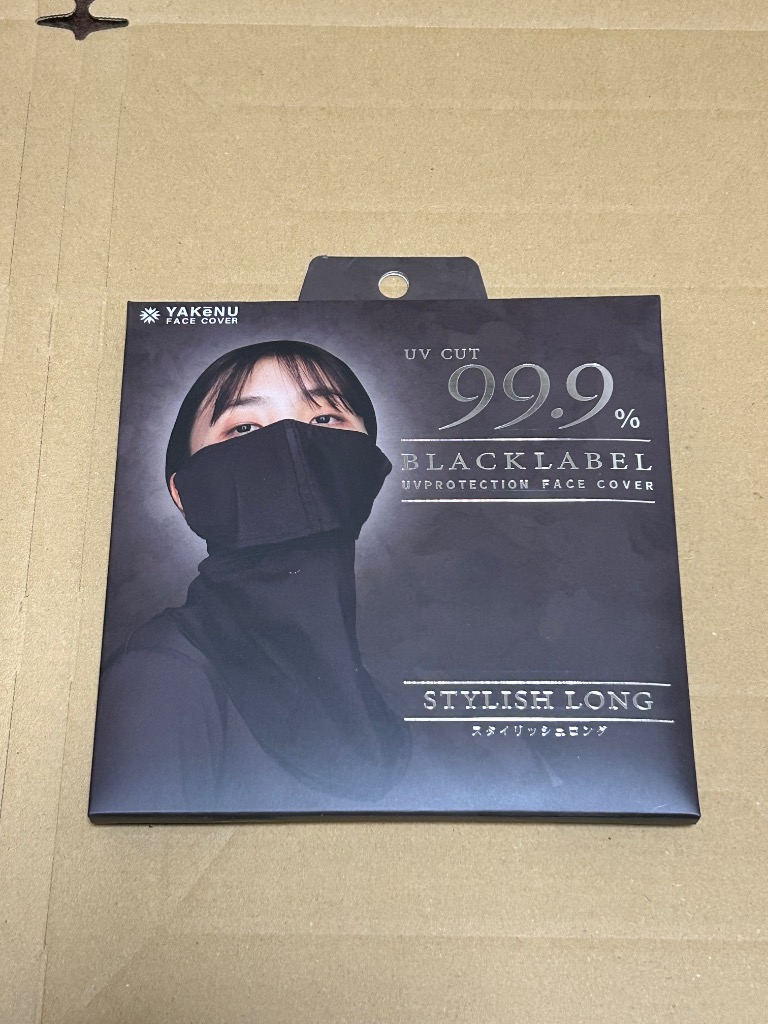 YAKēNU
FACE COVER
UV CUT
99.9%
BLACKLABEL
UVPROTECTION FACE COVER
STYLISH LONG
スタイリッシュロング